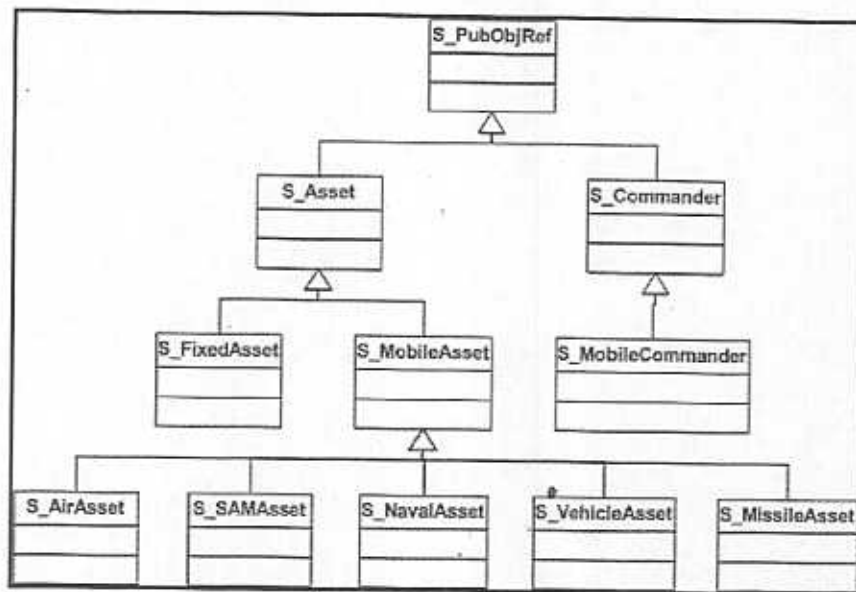 S_PubObjRef
S_Asset
S_Commander
S_FixedAsset
S_MobileAsset
S_MobileCommander
S_AirAsset
S_SAMAsset
S_NavalAsset
S_VehicleAsset
S_MissileAsset